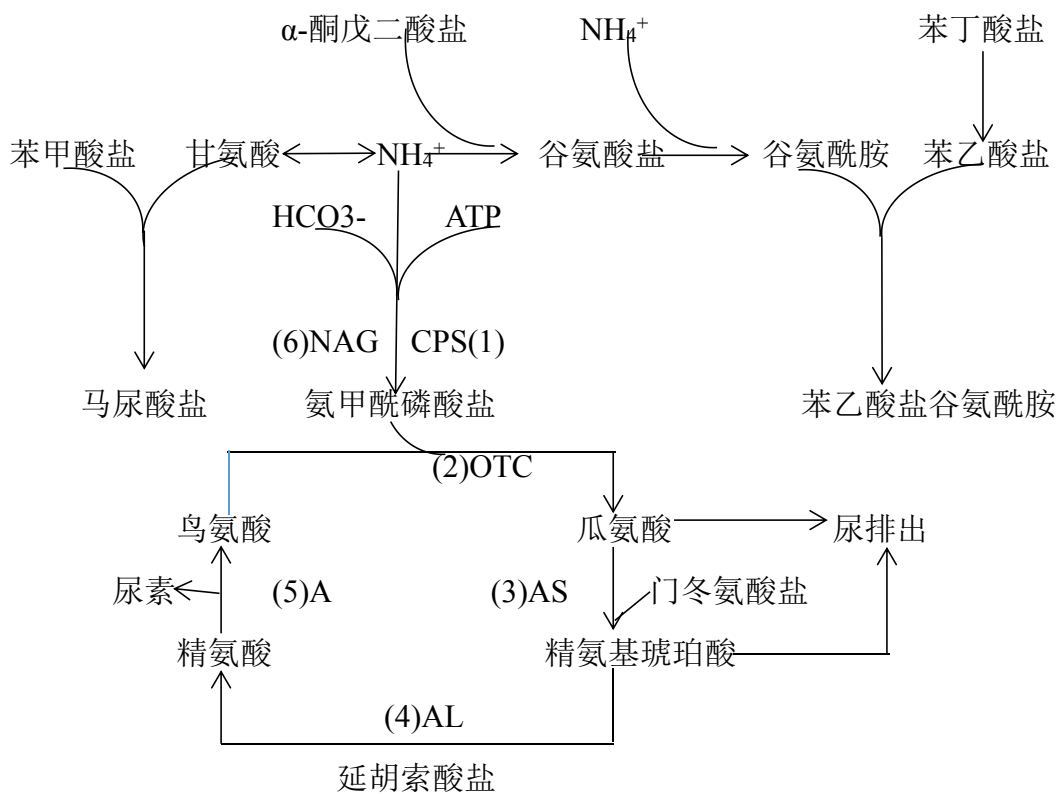 α-酮戊二酸盐 NH₄⁺ 苯丁酸盐
苯甲酸盐 甘氨酸 NH₄⁺ 谷氨酸盐 谷氨酰胺 苯乙酸盐
HCO3- ATP
(6)NAG CPS(1)
马尿酸盐 氨甲酰磷酸盐 苯乙酸盐谷氨酰胺
(2)OTC
鸟氨酸 瓜氨酸 尿排出
尿素 (5)A (3)AS 门冬氨酸盐
精氨酸 精氨基琥珀酸
(4)AL
延胡索酸盐